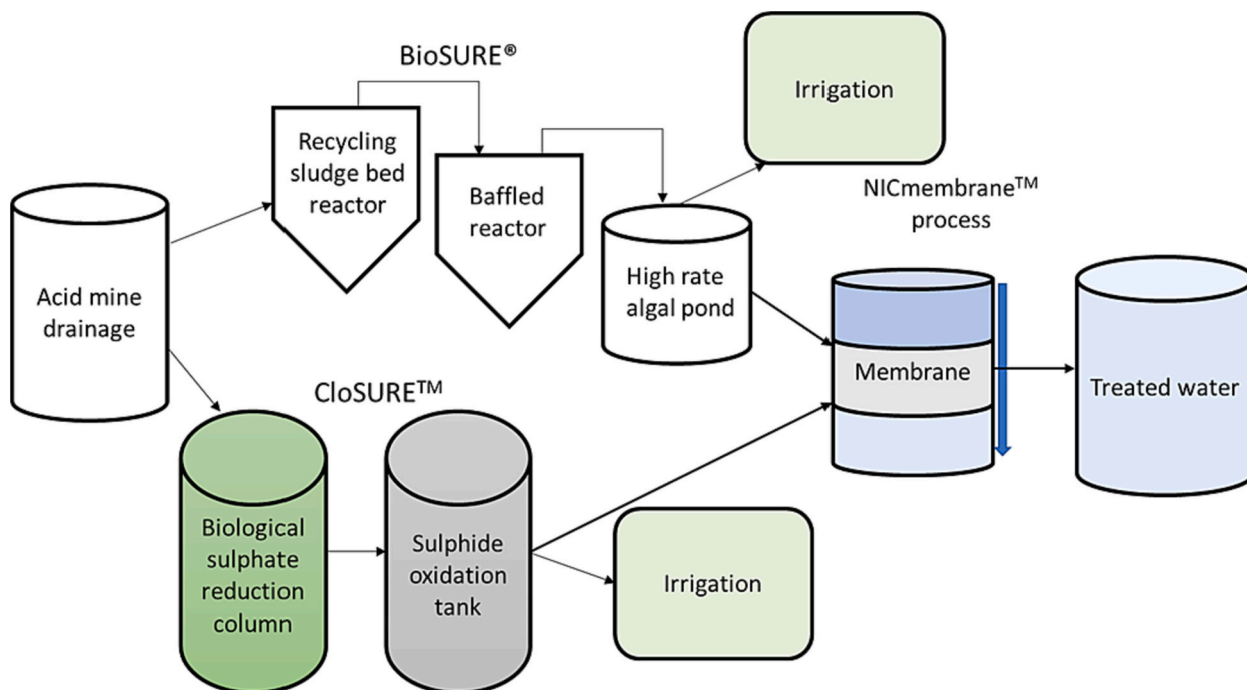 BioSURE®
Irrigation
Recycling
sludge bed
reactor
Baffled
reactor
NICmembrane™
process
High rate
algal pond
Acid mine
drainage
Membrane
Treated water
CloSURE™
Biological
sulphate
reduction
column
Sulphide
oxidation
tank
Irrigation